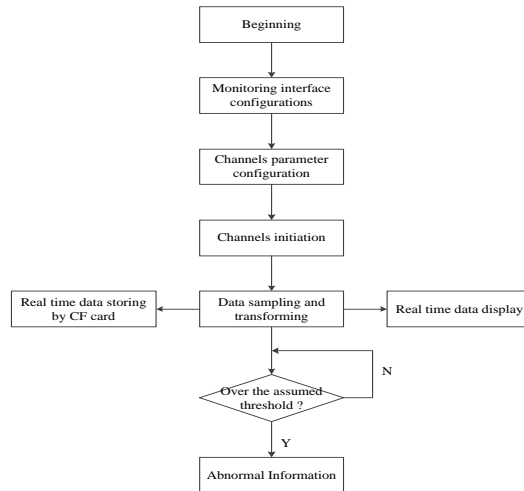 Beginning
Monitoring interface
configurations
Channels parameter
configuration
Channels initiation
Real time data storing
by CF card
Data sampling and
transforming
Real time data display
N
Over the assumed
threshold ?
Y
Abnormal Information